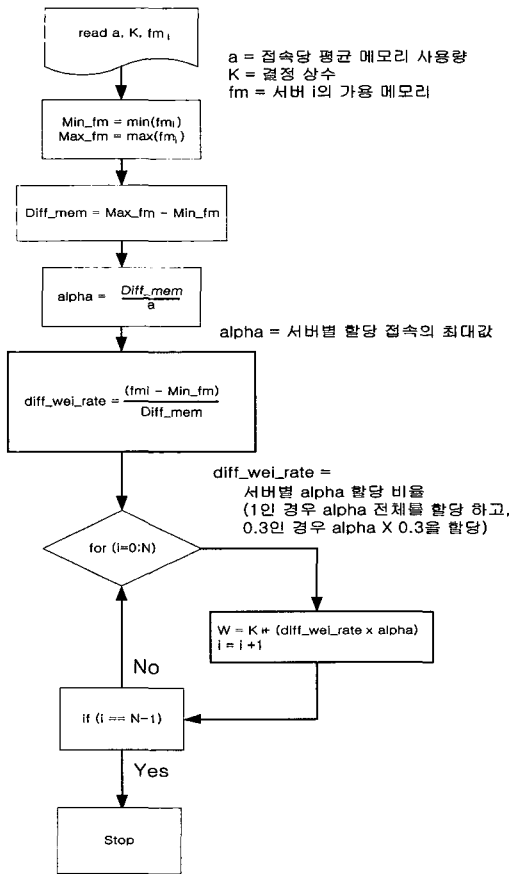 read a, K, fm i
a = 접속당 평균 메모리 사용량
K = 결정 상수
fm = 서버 i의 가용 메모리
Min_fm = min(fmi)
Max_fm = max(fmi)
Diff_mem = Max_fm - Min_fm
alpha = Diff_mem
a
alpha = 서버별 할당 접속의 최대값
diff_wei_rate = (fmi - Min_fm)
Diff_mem
diff_wei_rate =
서버별 alpha 할당 비율
(1인 경우 alpha 전체를 할당 하고,
0.3인 경우 alpha X 0.3을 할당)
for (i=0:N)
W = K + (diff_wei_rate x alpha)
i = i +1
No
if (i == N-1)
Yes
Stop